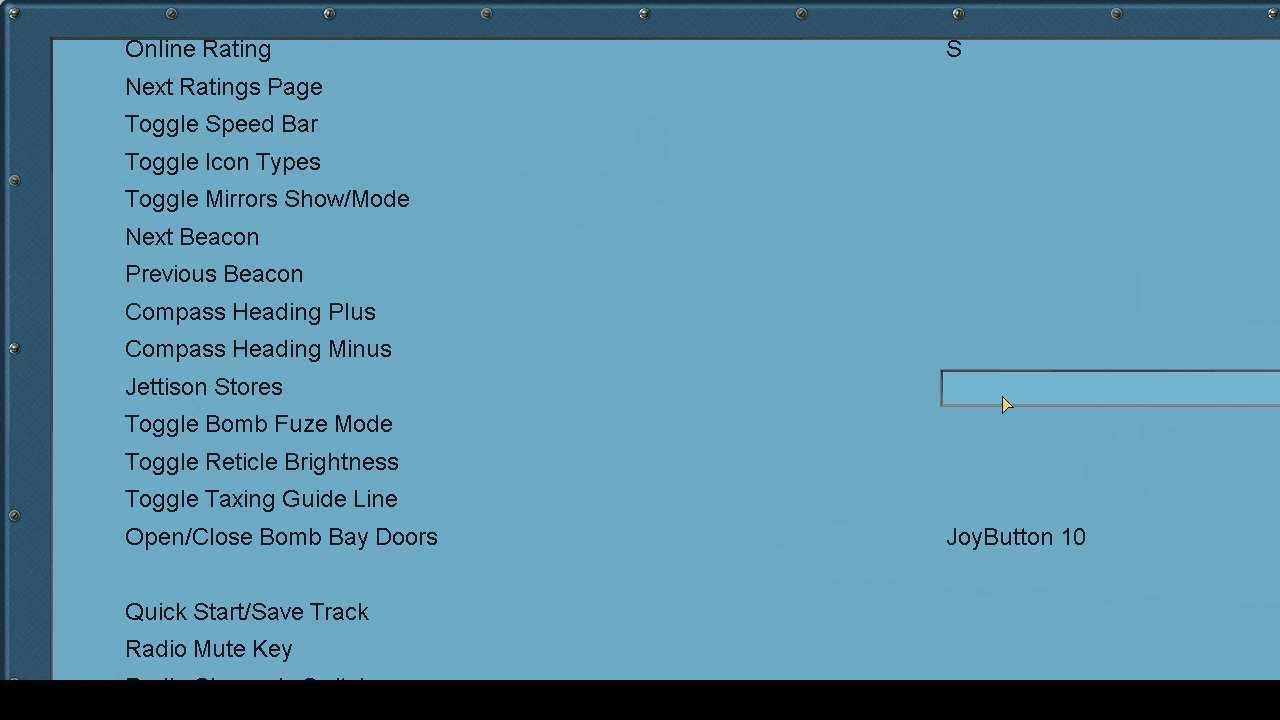 Online Rating S
Next Ratings Page
Toggle Speed Bar
Toggle Icon Types
Toggle Mirrors Show/Mode
Next Beacon
Previous Beacon
Compass Heading Plus
Compass Heading Minus
Jettison Stores
Toggle Bomb Fuze Mode
Toggle Reticle Brightness
Toggle Taxing Guide Line
Open/Close Bomb Bay Doors JoyButton 10
Quick Start/Save Track
Radio Mute Key